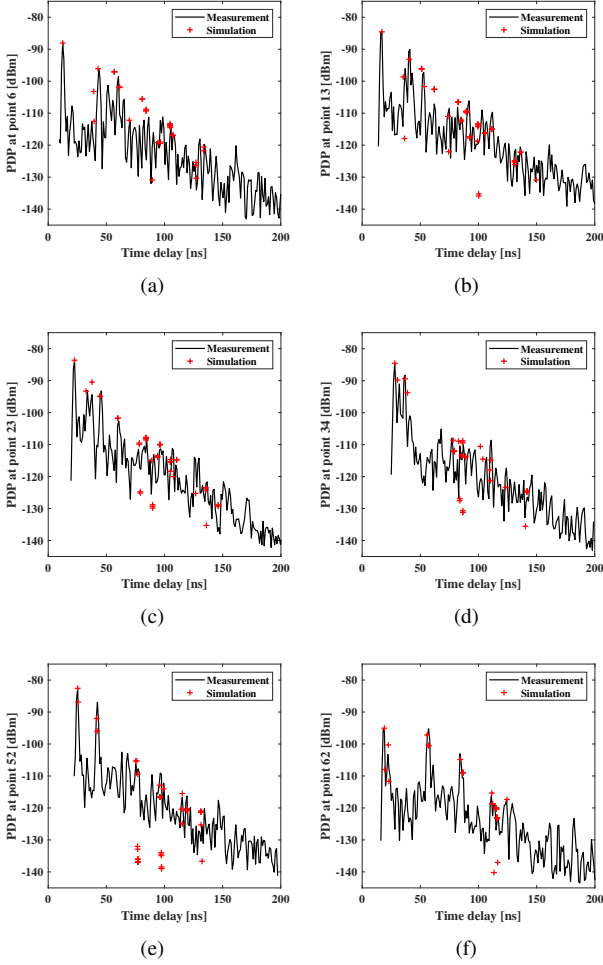 -80
-90
-100
-110
-120
-130
-140
0 50 100 150 200
Time delay [ns]
PDP at point 6 [dBm]
Measurement
Simulation
(a)
-80
-90
-100
-110
-120
-130
-140
0 50 100 150 200
Time delay [ns]
PDP at point 13 [dBm]
Measurement
Simulation
(b)
-80
-90
-100
-110
-120
-130
-140
0 50 100 150 200
Time delay [ns]
PDP at point 23 [dBm]
Measurement
Simulation
(c)
-80
-90
-100
-110
-120
-130
-140
0 50 100 150 200
Time delay [ns]
PDP at point 34 [dBm]
Measurement
Simulation
(d)
-80
-90
-100
-110
-120
-130
-140
0 50 100 150 200
Time delay [ns]
PDP at point 52 [dBm]
Measurement
Simulation
(e)
-80
-90
-100
-110
-120
-130
-140
0 50 100 150 200
Time delay [ns]
PDP at point 62 [dBm]
Measurement
Simulation
(f)